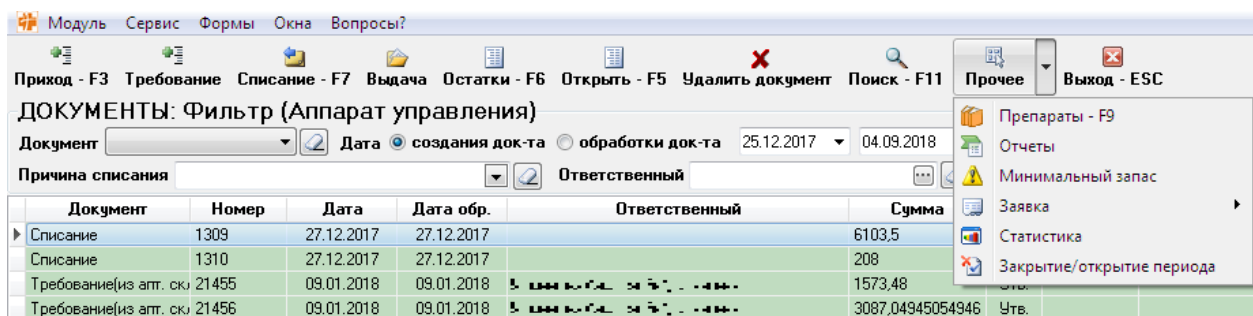 Модуль Сервис Формы Окна Вопросы?
Приход - F3 Требование Списание - F7 Выдача Остатки - F6 Открыть - F5 Удалить документ Поиск - F11 Прочее Выход - ESC
ДОКУМЕНТЫ: Фильтр (Аппарат управления)
Документ Дата создания док-та обработки док-та 25.12.2017 04.09.2018
Причина списания Ответственный
Документ Номер Дата Дата обр. Ответственный Сумма
Списание 1309 27.12.2017 27.12.2017 6103,5
Списание 1310 27.12.2017 27.12.2017 208
Требование(из апт. скл 21455 09.01.2018 09.01.2018 1573,48 Утв.
Требование(из апт. скл 21456 09.01.2018 09.01.2018 3087,04945054946 Утв.
Препараты - F9
Отчеты
Минимальный запас
Заявка
Статистика
Закрытие/открытие периода